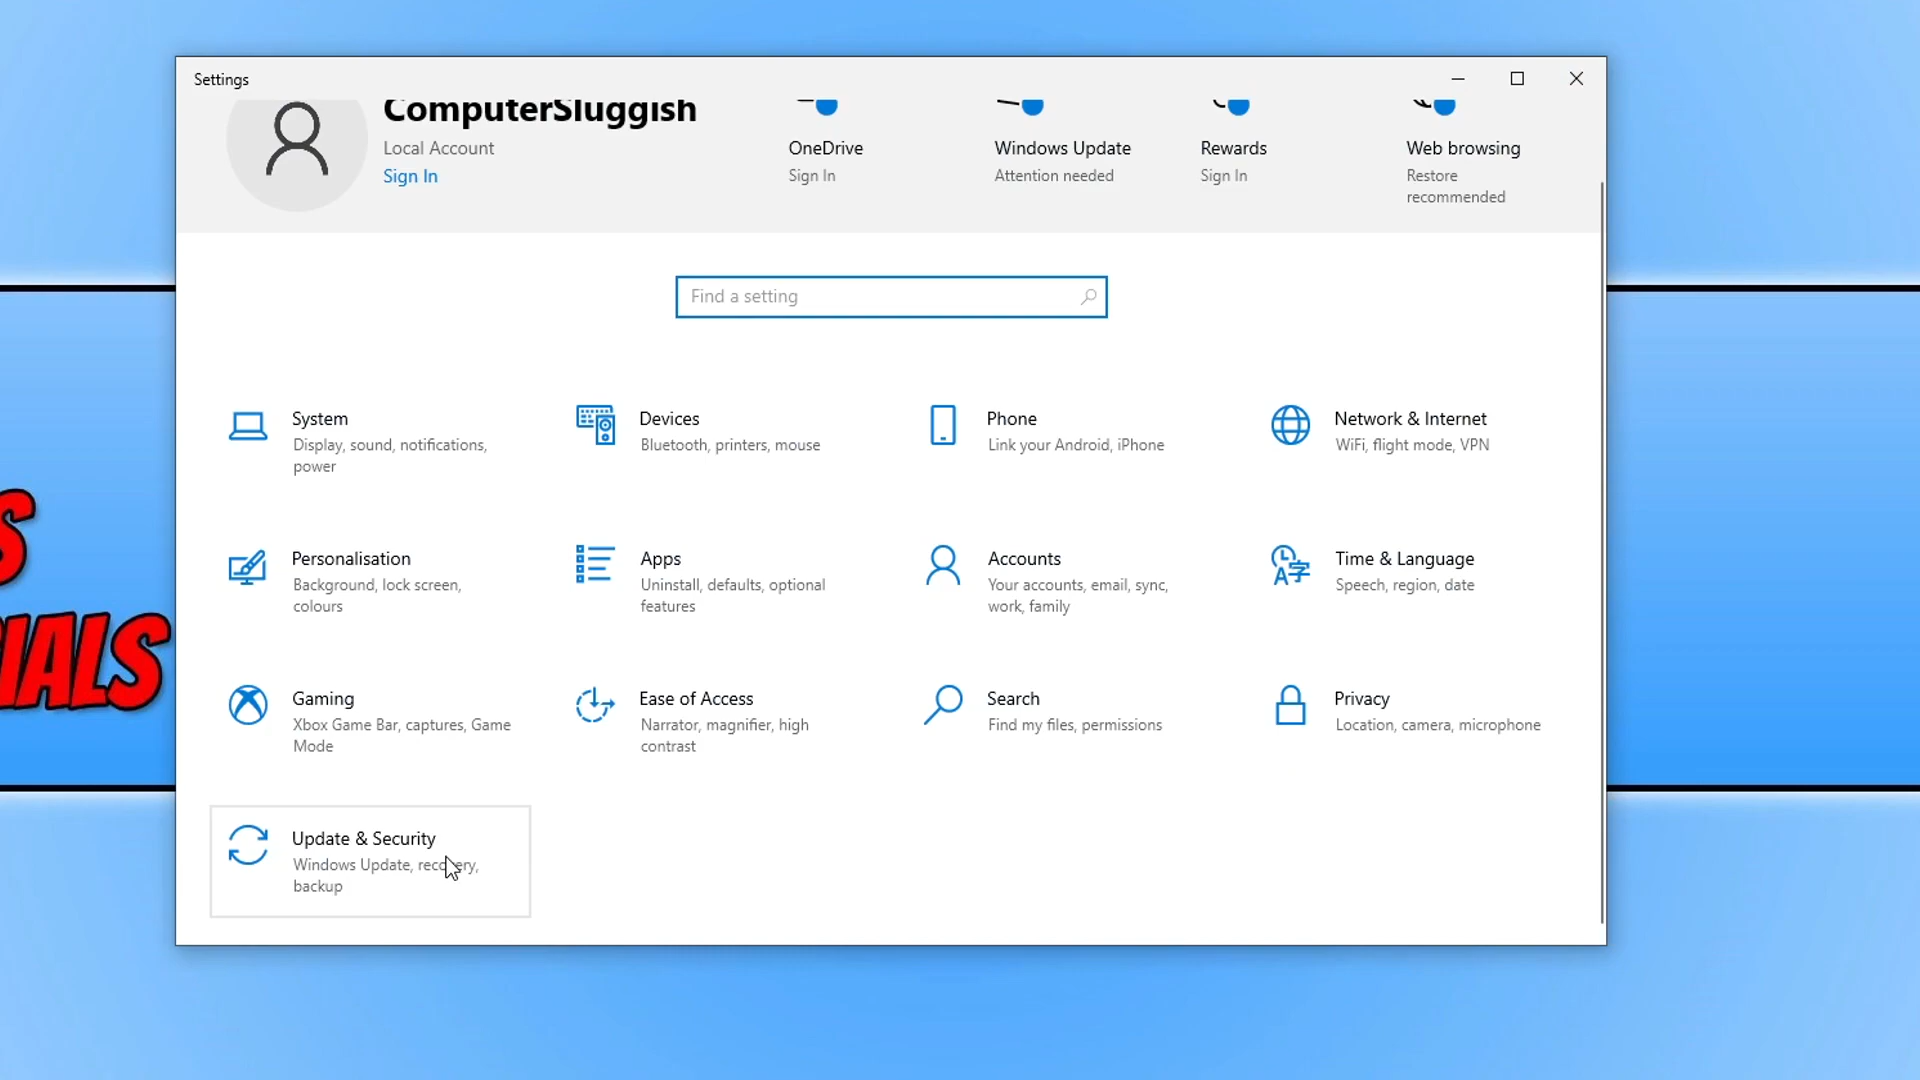 Settings
ComputerSluggish
Local Account
Sign In
OneDrive
Sign In
Windows Update
Attention needed
Rewards
Sign In
Web browsing
Restore
recommended
Find a setting
System
Display, sound, notifications,
power
Devices
Bluetooth, printers, mouse
Phone
Link your Android, iPhone
Network & Internet
WiFi, flight mode, VPN
Personalisation
Background, lock screen,
colours
Apps
Uninstall, defaults, optional
features
Accounts
Your accounts, email, sync,
work, family
Time & Language
Speech, region, date
Gaming
Xbox Game Bar, captures, Game
Mode
Ease of Access
Narrator, magnifier, high
contrast
Search
Find my files, permissions
Privacy
Location, camera, microphone
Update & Security
Windows Update, recovery,
backup
S
IALS